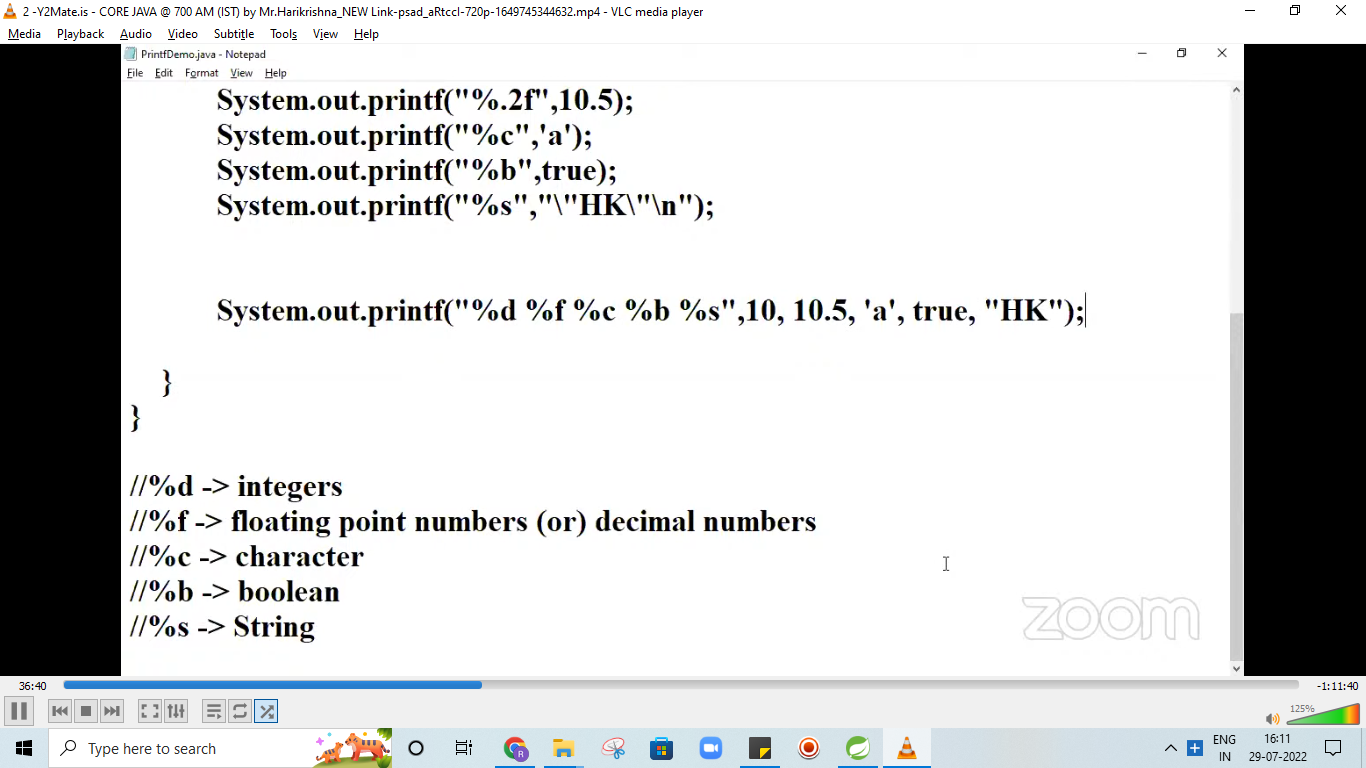 2 -Y2Mate.is - CORE JAVA @ 700 AM (IST) by Mr.Harikrishna_NEW Link-psad_aRtccI-720p-1649745344632.mp4 - VLC media player
Media Playback Audio Video Subtitle Tools View Help
PrintfDemo.java - Notepad
File Edit Format View Help
System.out.printf("%.2f",10.5);
System.out.printf("%c",'a');
System.out.printf("%b",true);
System.out.printf("%s","\"HK\"\n");
System.out.printf("%d %f %c %b %s",10, 10.5, 'a', true, "HK");
}
}
//%d -> integers
//%f -> floating point numbers (or) decimal numbers
//%c -> character
//%b -> boolean
//%s -> String
zoom
36:40 -1:11:40
125%
Type here to search
R
ENG
IN
16:11
29-07-2022